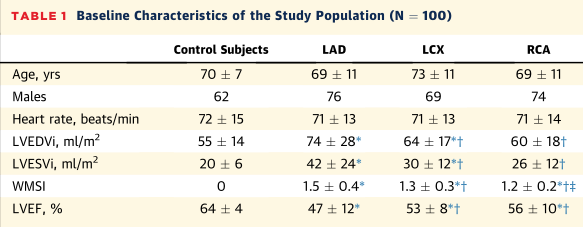 TABLE 1 Baseline Characteristics of the Study Population (N = 100)
Control Subjects LAD LCX RCA
Age, yrs 70 ± 7 69 ± 11 73 ± 11 69 ± 11
Males 62 76 69 74
Heart rate, beats/min 72 ± 15 71 ± 13 71 ± 13 71 ± 14
LVEDVi, ml/m² 55 ± 14 74 ± 28* 64 ± 17*† 60 ± 18†
LVESVi, ml/m² 20 ± 6 42 ± 24* 30 ± 12*† 26 ± 12†
WMSI 0 1.5 ± 0.4* 1.3 ± 0.3*† 1.2 ± 0.2*†‡
LVEF, % 64 ± 4 47 ± 12* 53 ± 8*† 56 ± 10*†